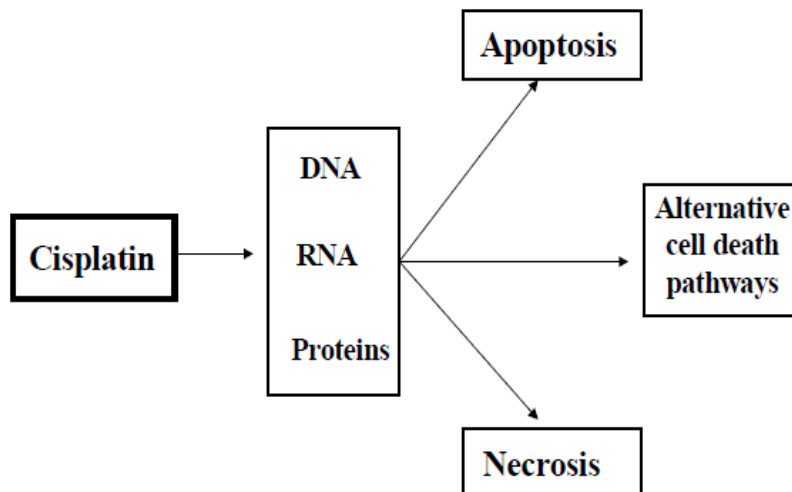 Apoptosis
DNA
RNA
Proteins
Cisplatin
Alternative
cell death
pathways
Necrosis